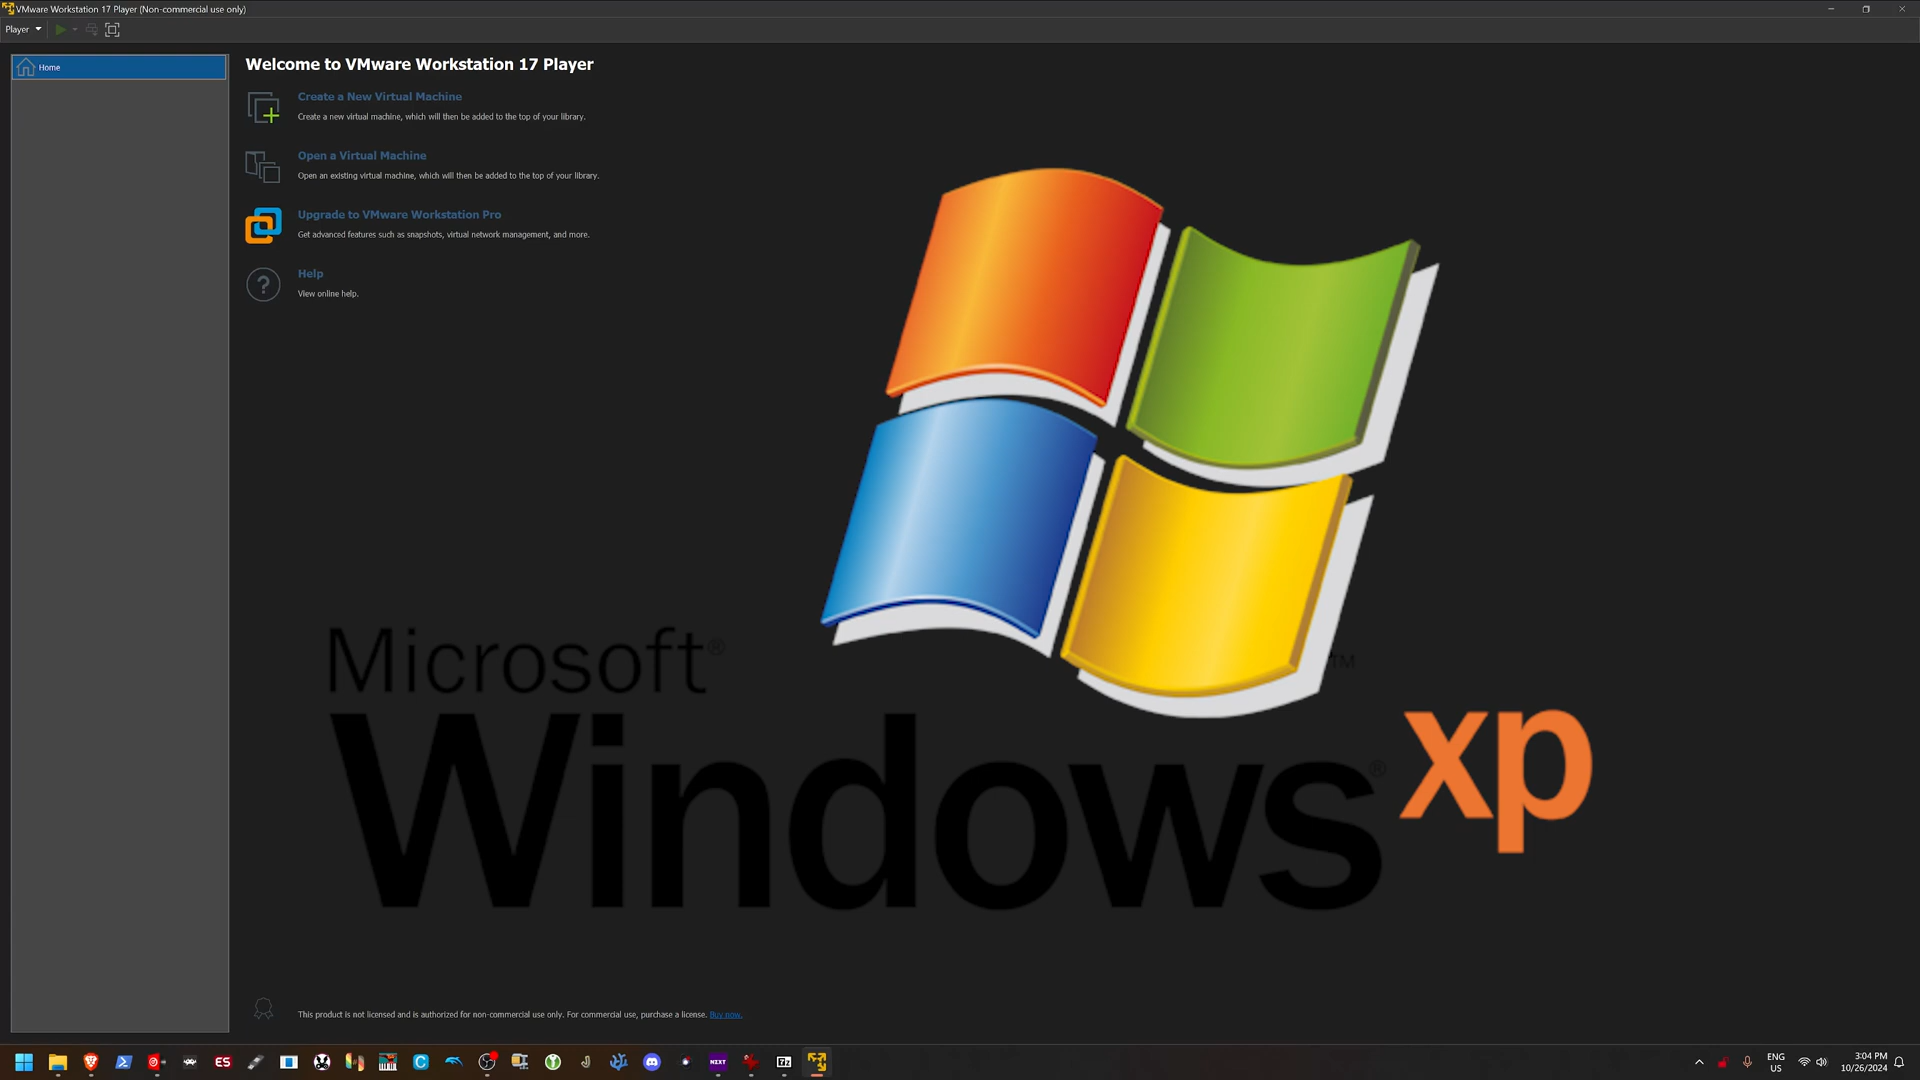 VMware Workstation 17 Player (Non-commercial use only)
Player
Home
Welcome to VMware Workstation 17 Player
Create a New Virtual Machine
Create a new virtual machine, which will then be added to the top of your library.
Open a Virtual Machine
Open an existing virtual machine, which will then be added to the top of your library.
Upgrade to VMware Workstation Pro
Get advanced features such as snapshots, virtual network management, and more.
?
Help
View online help.
Microsoft®
TM
Windows® xp
This product is not licensed and is authorized for non-commercial use only. For commercial use, purchase a license. Buy now.
ES
C
NIXT
ENG
US
3:04 PM
10/26/2024